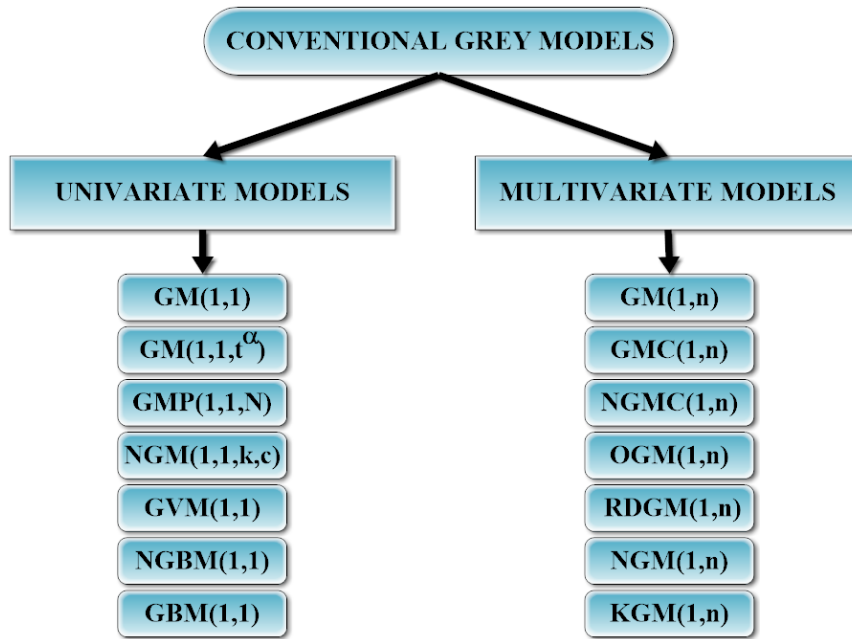 CONVENTIONAL GREY MODELS
UNIVARIATE MODELS
MULTIVARIATE MODELS
GM(1,1)
GM(1,1,t^α)
GMP(1,1,N)
NGM(1,1,k,c)
GVM(1,1)
NGBM(1,1)
GBM(1,1)
GM(1,n)
GMC(1,n)
NGMC(1,n)
OGM(1,n)
RDGM(1,n)
NGM(1,n)
KGM(1,n)